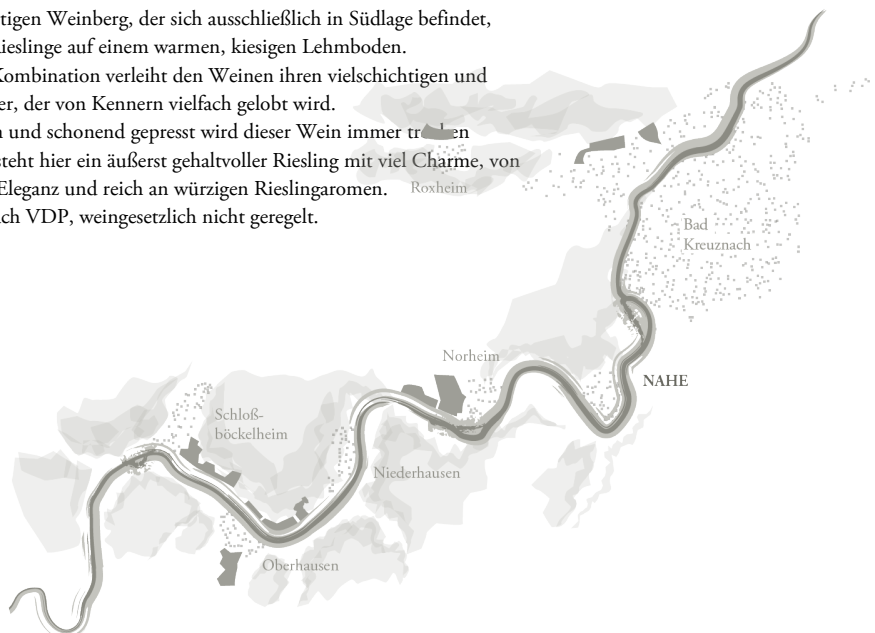 tigen Weinberg, der sich ausschließlich in Südlage befindet,
ieslinge auf einem warmen, kiesigen Lehmboden.
Kombination verleiht den Weinen ihren vielschichtigen und
er, der von Kennern vielfach gelobt wird.
n und schonend gepresst wird dieser Wein immer
steht hier ein äußerst gehaltvoller Riesling mit viel Charme, von
Eleganz und reich an würzigen Rieslingaromen.
ch VDP, weingesetzlich nicht geregelt.
Roxheim
Bad
Kreuznach
Norheim
NAHE
Schloß-
böckelheim
Niederhausen
Oberhausen